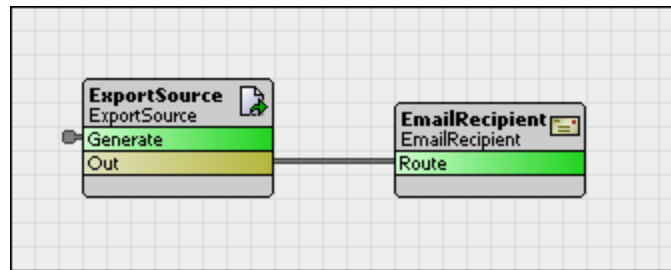 ExportSource
ExportSource
Generate
Out
EmailRecipient
EmailRecipient
Route